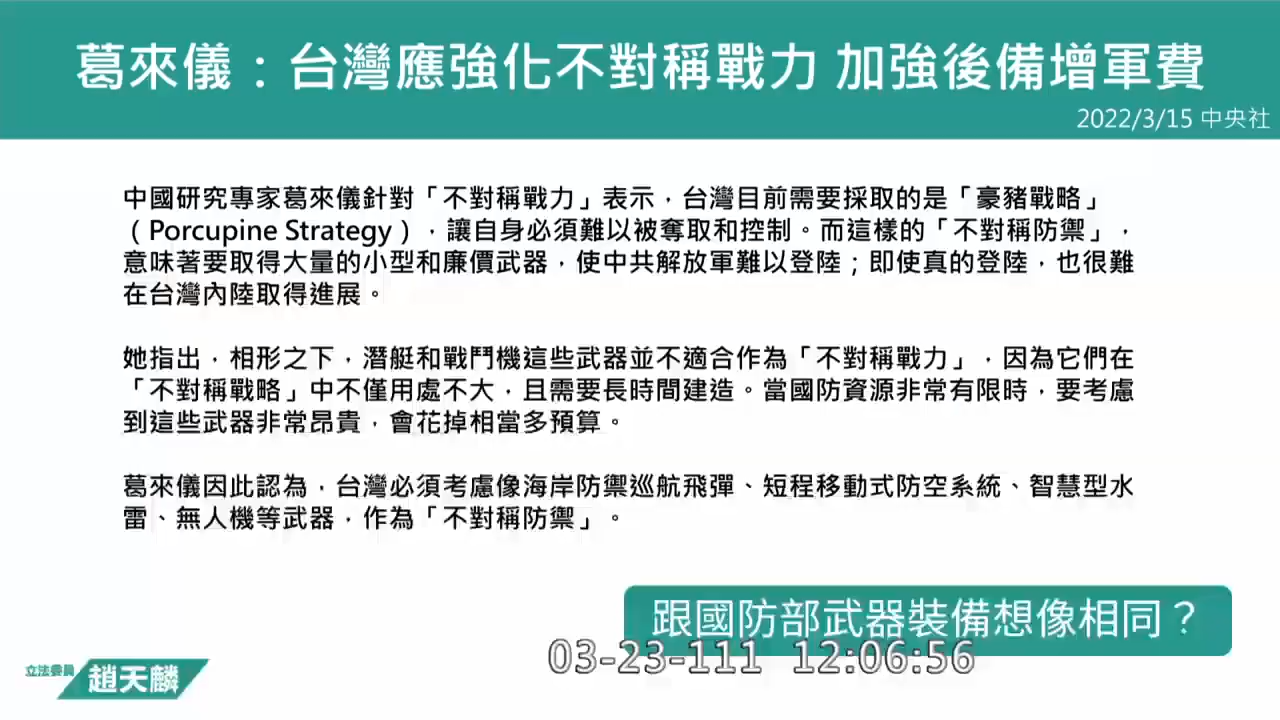 葛來儀：台灣應強化不對稱戰力 加強後備增軍費
2022/3/15 中央社
中國研究專家葛來儀針對「不對稱戰力」表示，台灣目前需要採取的是「豪豬戰略」
（Porcupine Strategy），讓自身必須難以被奪取和控制。而這樣的「不對稱防禦」，
意味著要取得大量的小型和廉價武器，使中共解放軍難以登陸；即使真的登陸，也很難
在台灣內陸取得進展。
她指出，相形之下，潛艇和戰鬥機這些武器並不適合作為「不對稱戰力」，因為它們在
「不對稱戰略」中不僅用處不大，且需要長時間建造。當國防資源非常有限時，要考慮
到這些武器非常昂貴，會花掉相當多預算。
葛來儀因此認為，台灣必須考慮像海岸防禦巡航飛彈、短程移動式防空系統、智慧型水
雷、無人機等武器，作為「不對稱防禦」。
跟國防部武器裝備想像相同？
03-23-111 12:06:56
立法委員 趙天麟